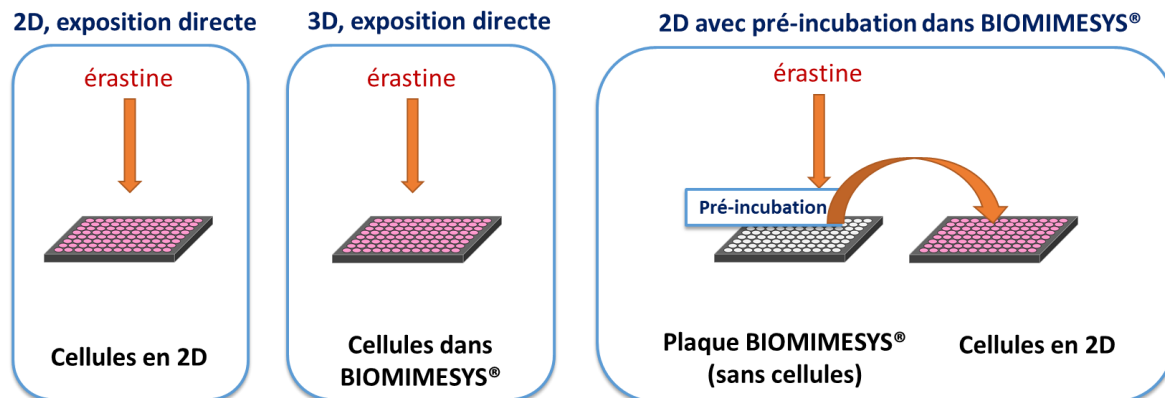 2D, exposition directe
érastine
Cellules en 2D
3D, exposition directe
érastine
Cellules dans
BIOMIMESYS®
2D avec pré-incubation dans BIOMIMESYS®
érastine
Pré-incubation
Plaque BIOMIMESYS®
(sans cellules)
Cellules en 2D